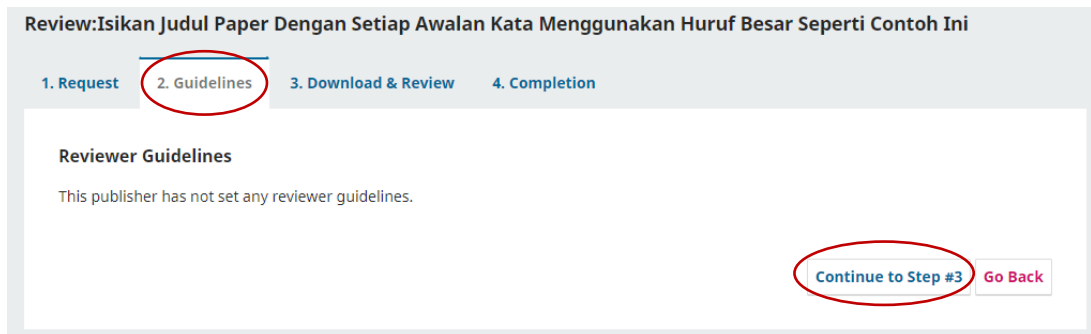 Review:Isikan Judul Paper Dengan Setiap Awalan Kata Menggunakan Huruf Besar Seperti Contoh Ini
1. Request 2. Guidelines 3. Download & Review 4. Completion
Reviewer Guidelines
This publisher has not set any reviewer guidelines.
Continue to Step #3 Go Back